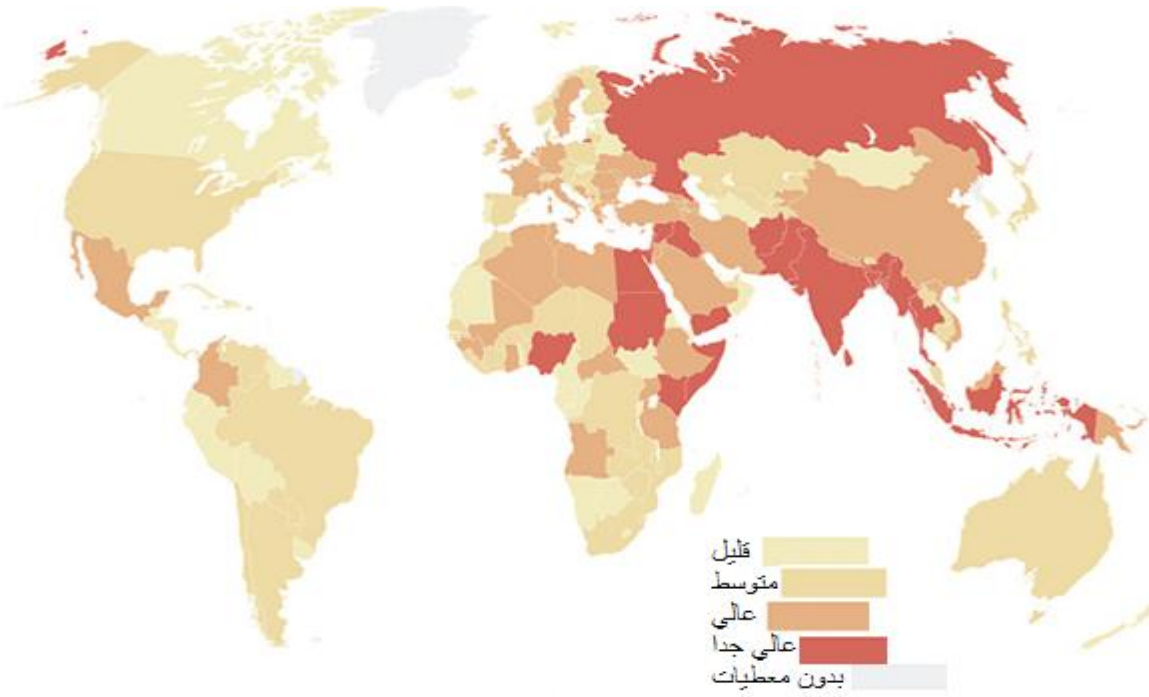 قليل
متوسط
عالي
عالي جدا
بدون معطيات